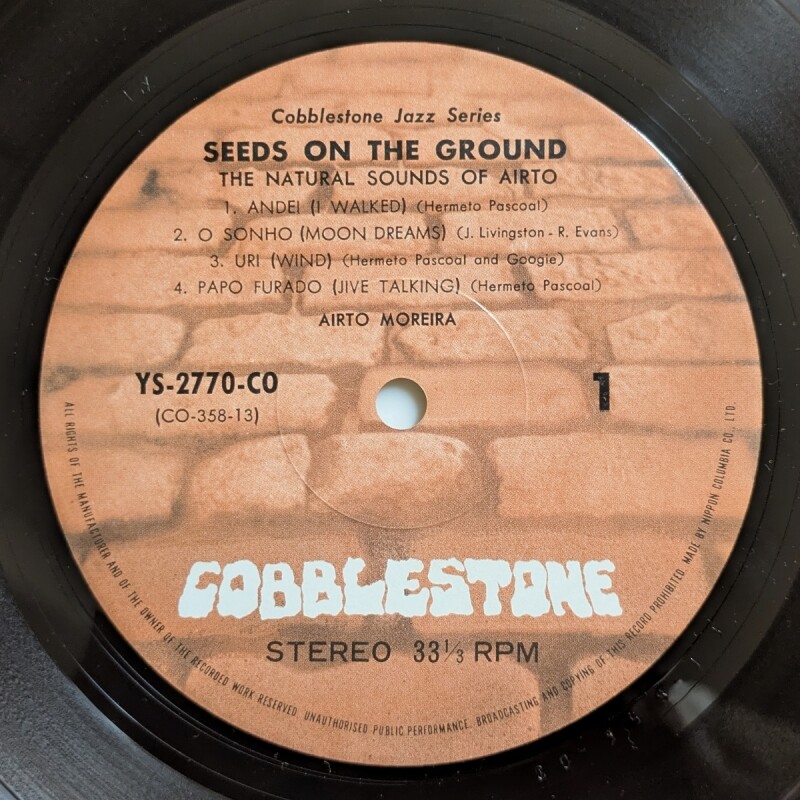 Cobblestone Jazz Series
SEEDS ON THE GROUND
THE NATURAL SOUNDS OF AIRTO
1. ANDEI (I WALKED) (Hermeto Pascoal)
2. O SONHO (MOON DREAMS) (J. Livingston - R. Evans)
3. URI (WIND) (Hermeto Pascoal and Googie)
4. PAPO FURADO (JIVE TALKING) (Hermeto Pascoal)
AIRTO MOREIRA
YS-2770-CO
(CO-358-13)
1
COBBLESTONE
STEREO 33⅓ RPM
ALL RIGHTS OF THE MANUFACTURER AND OF THE OWNER OF THE RECORDED WORK RESERVED. UNAUTHORISED PUBLIC PERFORMANCE, BROADCASTING AND COPYING OF THIS RECORD PROHIBITED. MADE BY NIPPON COLUMBIA CO., LTD.